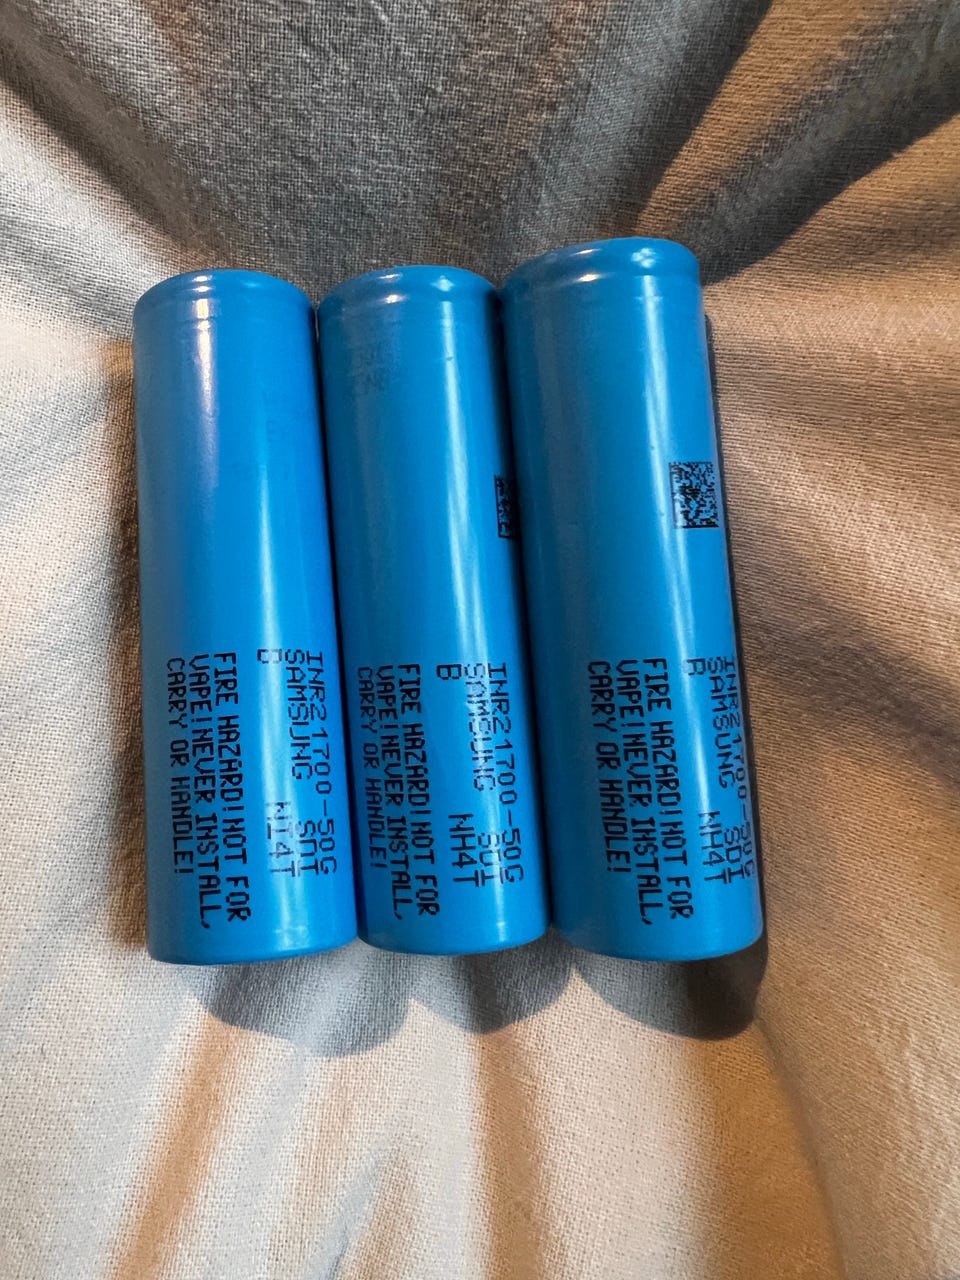 INR21700-50G
SAMSUNG SDI
B NI4T
FIRE HAZARD!NOT FOR
VAPE!NEVER INSTALL,
CARRY OR HANDLE!
INR21700-50G
SAMSUNG SDI
B NH4T
FIRE HAZARD!NOT FOR
VAPE!NEVER INSTALL,
CARRY OR HANDLE!
INR21700-50G
SAMSUNG SDI
B NH4T
FIRE HAZARD!NOT FOR
VAPE!NEVER INSTALL,
CARRY OR HANDLE!